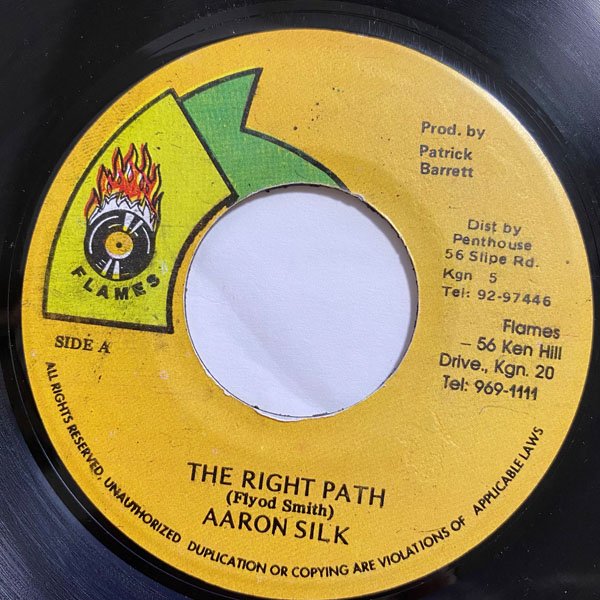 FLAMES
SIDE A
Prod. by
Patrick
Barrett
Dist by
Penthouse
56 Slipe Rd.
Kgn 5
Tel: 92-97446
Flames
– 56 Ken Hill
Drive., Kgn. 20
Tel: 969-1111
THE RIGHT PATH
(Flyod Smith)
AARON SILK
ALL RIGHTS RESERVED. UNAUTHORIZED DUPLICATION OR COPYING ARE VIOLATIONS OF APPLICABLE LAWS